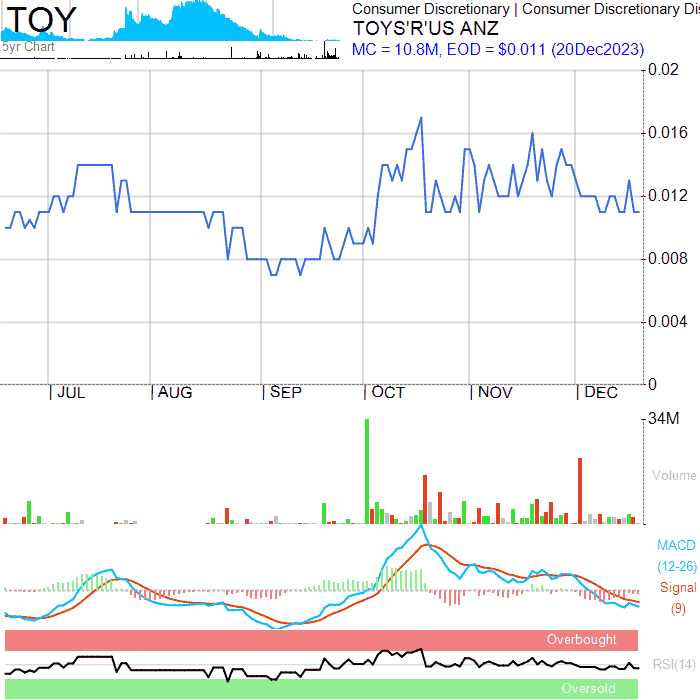 TOY
5yr Chart
Consumer Discretionary | Consumer Discretionary Dis
TOYS'R'US ANZ
MC = 10.8M, EOD = $0.011 (20Dec2023)
0.02
0.016
0.012
0.008
0.004
0
JUL AUG SEP OCT NOV DEC
34M
Volume
MACD
(12-26)
Signal
(9)
Overbought
RSI(14)
Oversold